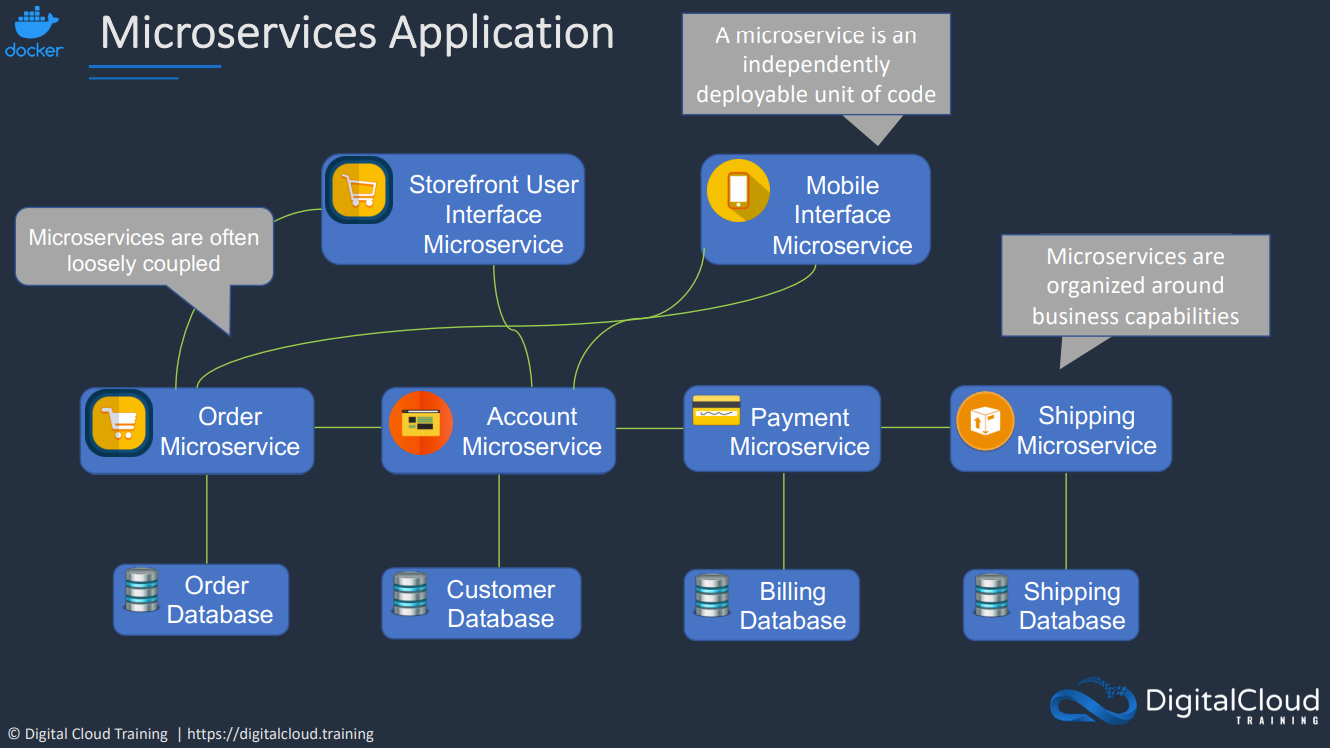 docker
Microservices Application
A microservice is an
independently
deployable unit of code
Storefront User
Interface
Microservice
Mobile
Interface
Microservice
Microservices are often
loosely coupled
Microservices are
organized around
business capabilities
Order
Microservice
Account
Microservice
Payment
Microservice
Shipping
Microservice
Order
Database
Customer
Database
Billing
Database
Shipping
Database
DigitalCloud
TRAINING
© Digital Cloud Training | https://digitalcloud.training